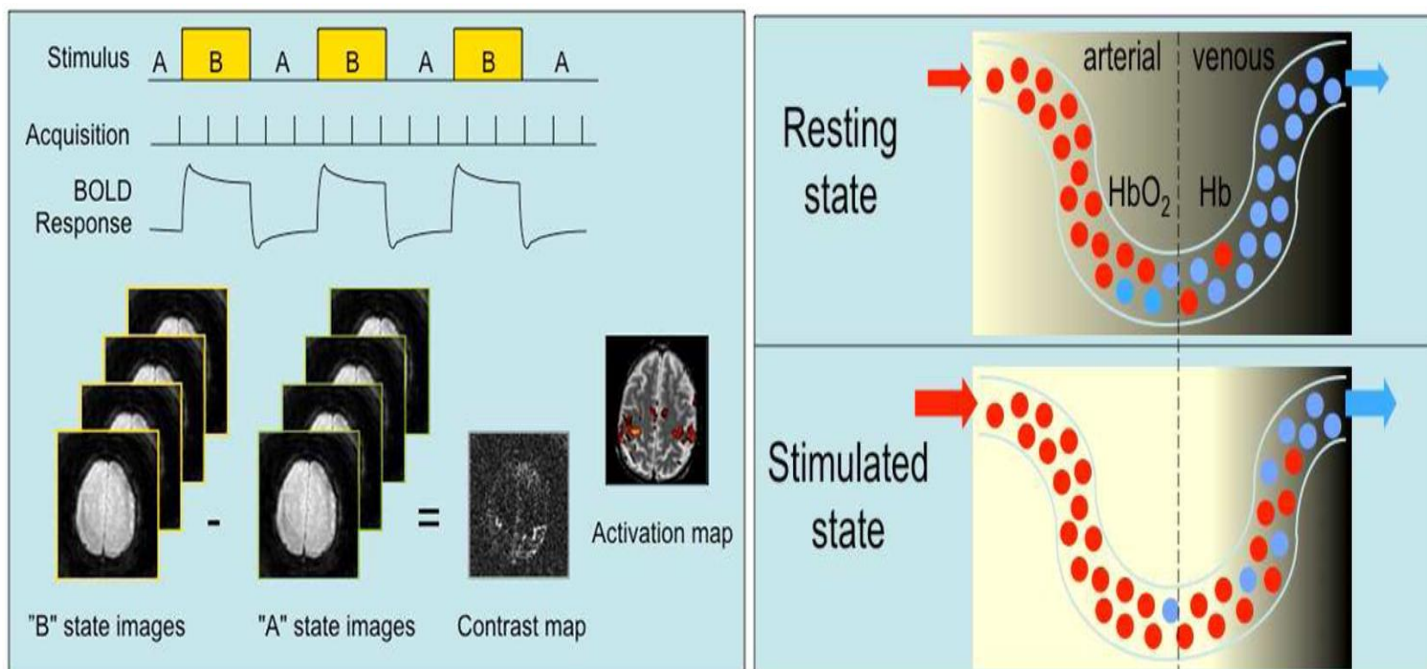 Stimulus A B A B A B A
Acquisition
BOLD
Response
"B" state images - "A" state images = Contrast map
Activation map
Resting
state
arterial venous
HbO₂ Hb
Stimulated
state